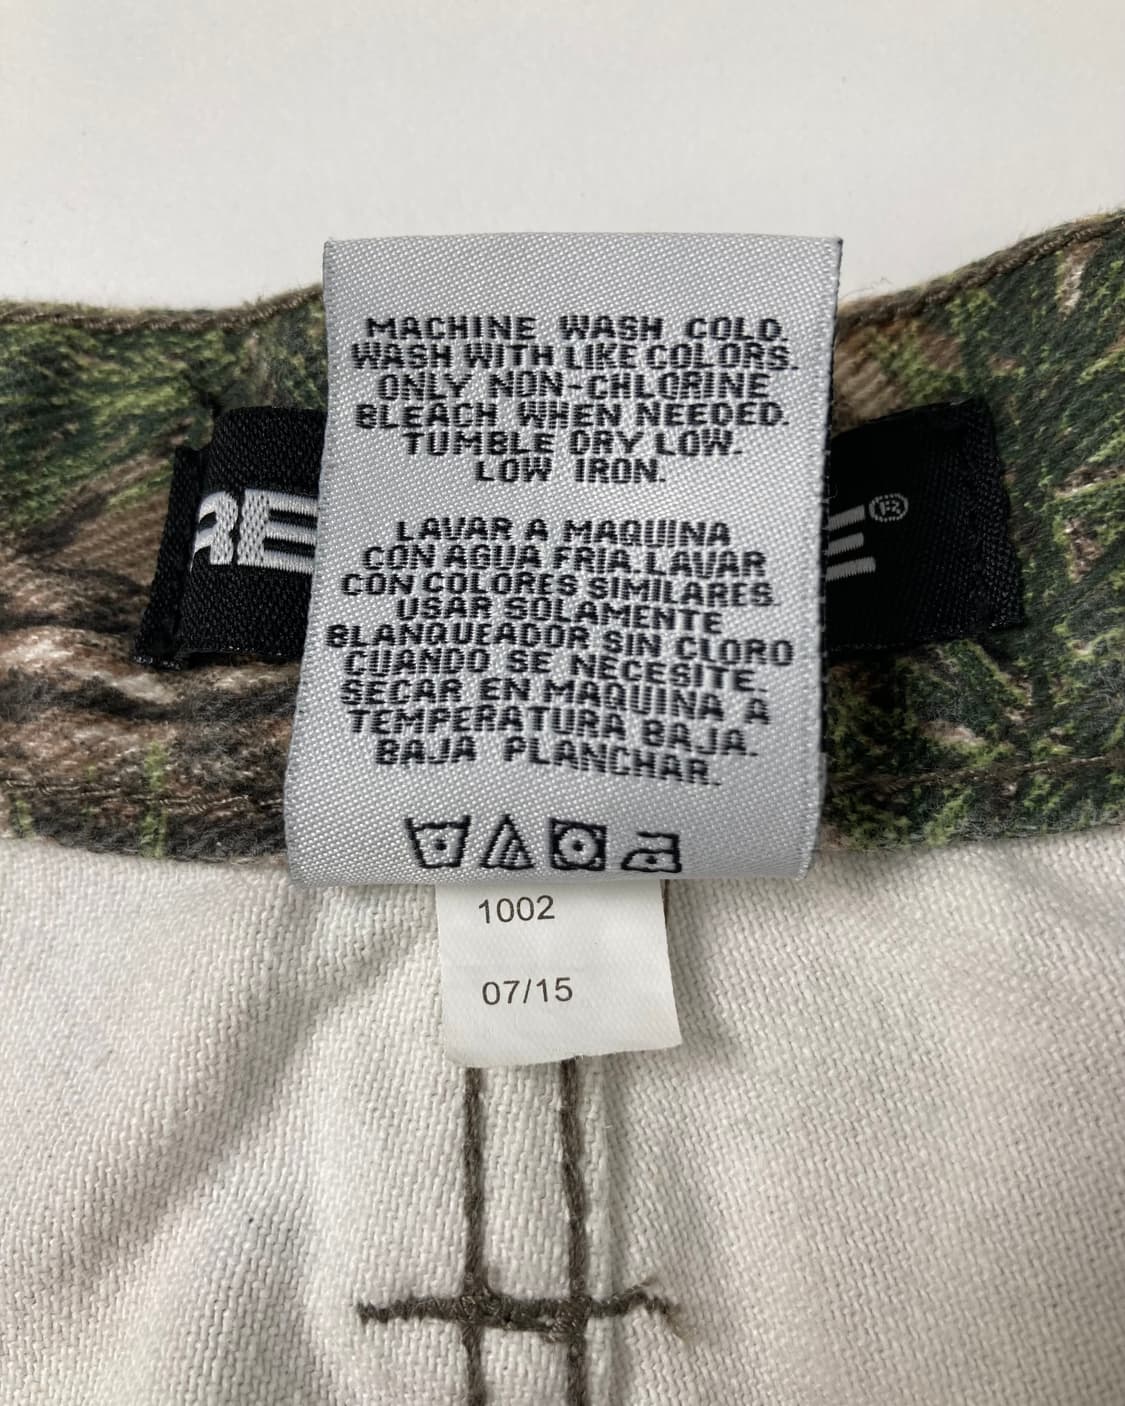 MACHINE WASH COLD.
WASH WITH LIKE COLORS.
ONLY NON-CHLORINE
BLEACH, WHEN NEEDED.
TUMBLE DRY LOW.
LOW IRON.
LAVAR A MAQUINA
CON AGUA FRIA.LAVAR
CON COLORES SIMILARES.
USAR SOLAMENTE
BLANQUEADOR SIN CLORO
CUANDO SE NECESITE.
SECAR EN MAQUINA A
TEMPERATURA BAJA.
BAJA PLANCHAR.
RE
E®
1002
07/15